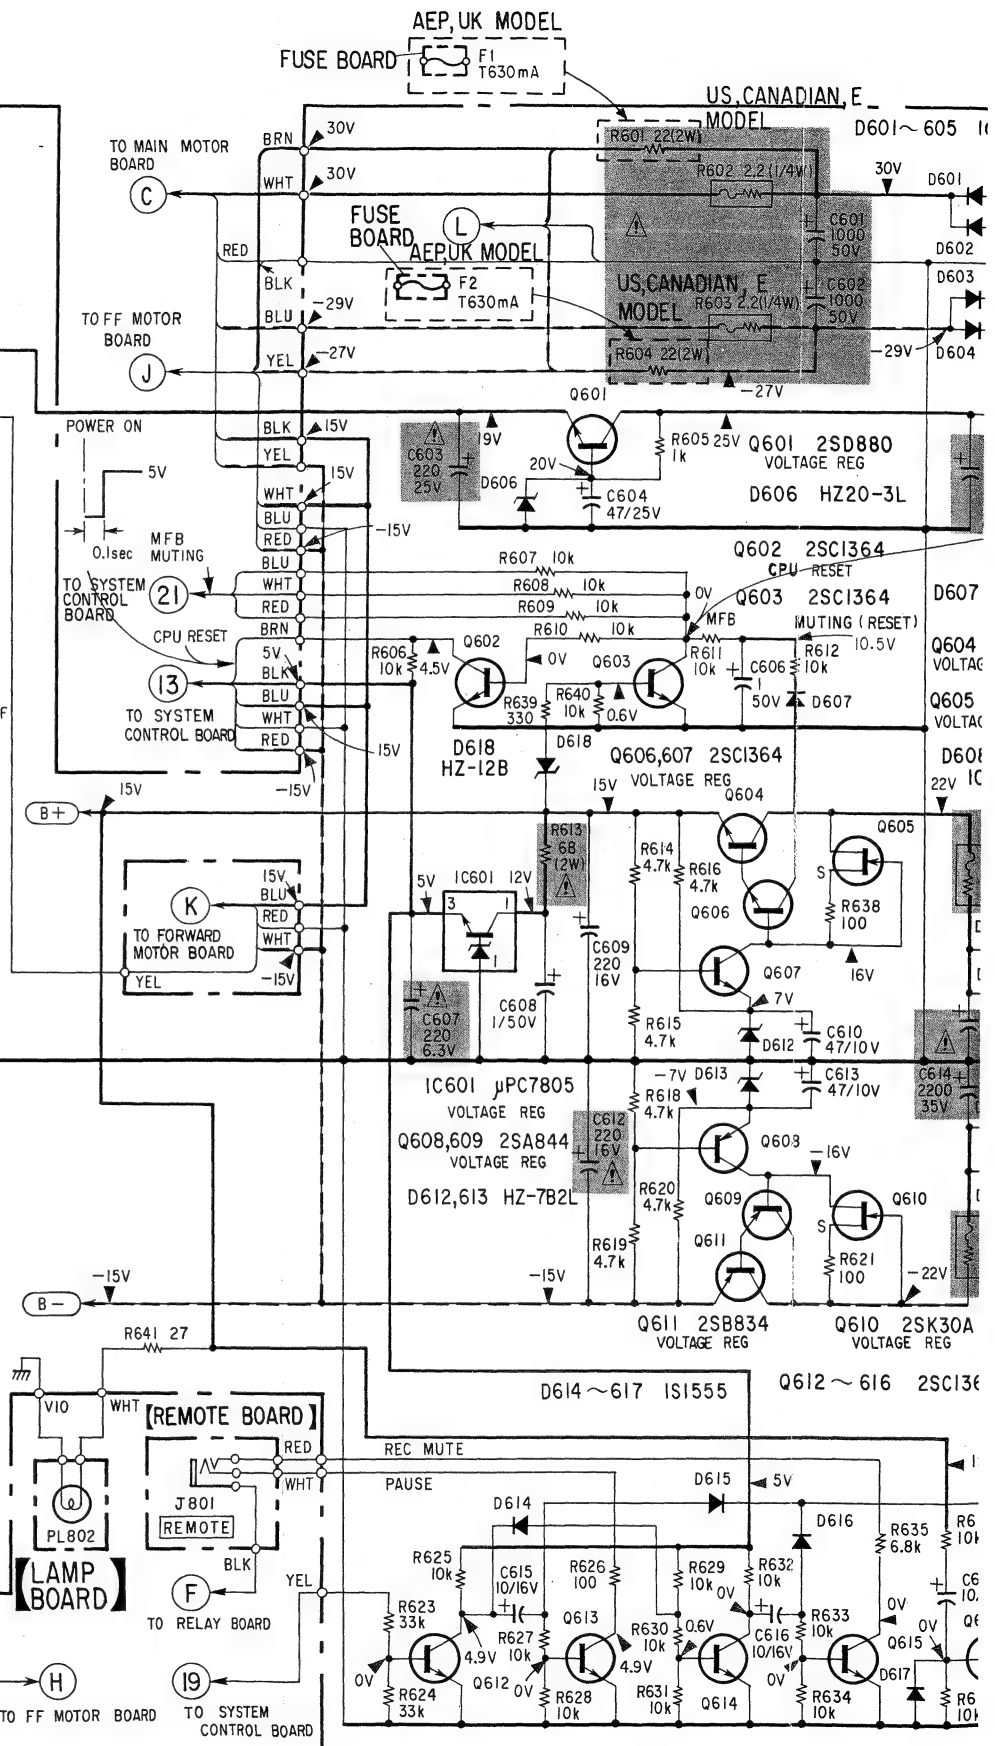 AEP, UK MODEL
FUSE BOARD
F1
T630mA
US, CANADIAN, E
MODEL
D601~605
BRN
30V
R601 22(2W)
TO MAIN MOTOR
BOARD
C
WHT
30V
R602 2.2(1/4W)
30V
D601
FUSE
BOARD
L
C601
1000
50V
RED
D602
AEP, UK MODEL
BLK
F2
T630mA
US, CANADIAN, E
MODEL
R603 2.2(1/4W)
C602
1000
50V
D603
BLU
-29V
TO FF MOTOR
BOARD
-29V
D604
YEL
-27V
R604 22(2W
J
-27V
Q601
POWER ON
BLK
15V
19V
R605
1k
25V
Q601 2SD880
VOLTAGE REG
YEL
C603
220
25V
5V
15V
20V
D606
D606 HZ20-3L
WHT
C604
47/25V
BLU
-15V
0.1sec
MFB
MUTING
RED
Q602 2SC1364
CPU RESET
BLU
R607 10k
TO SYSTEM
CONTROL
BOARD
21
WHT
R608 10k
0V
Q603 2SC1364
D607
RED
R609 10k
MFB
MUTING (RESET)
CPU RESET
BRN
Q602
R610 10k
10.5V
5V
R606
10k
4.5V
0V
Q603
R611
10k
C606
1
50V
R612
10k
Q604
VOLTAG
13
BLK
BLU
R639
330
R640
10k
0.6V
D607
Q605
VOLTAG
TO SYSTEM
CONTROL BOARD
WHT
RED
15V
D618
HZ-12B
D618
Q606,607 2SC1364
VOLTAGE REG
D608
-15V
B+
15V
15V
Q604
22V
Q605
R613
68
(2W)
R614
4.7k
R616
4.7k
S
15V
K
BLU
RED
WHT
5V
IC601
12V
3
1
1
Q606
R638
100
TO FORWARD
MOTOR BOARD
-15V
YEL
C609
220
16V
Q607
16V
7V
C607
220
6.3V
C608
1/50V
R615
4.7k
D612
C610
47/10V
IC601 μPC7805
VOLTAGE REG
-7V
D613
C613
47/10V
C614
2200
35V
R618
4.7k
Q608,609 2SA844
VOLTAGE REG
C612
220
16V
Q608
-16V
D612,613 HZ-7B2L
R620
4.7k
Q609
Q610
S
R619
4.7k
Q611
R621
100
-22V
B-
-15V
-15V
Q611 2SB834
VOLTAGE REG
Q610 2SK30A
VOLTAGE REG
R641 27
D614~617 1S1555
Q612~616 2SC136
V10
WHT
【REMOTE BOARD】
RED
REC MUTE
WHT
PAUSE
5V
J801
REMOTE
PL802
D614
D615
D616
R635
6.8k
BLK
【LAMP
BOARD】
F
TO RELAY BOARD
YEL
R625
10k
C615
10/16V
R626
100
R629
10k
R632
10k
0V
0V
R623
33k
R627
10k
Q613
R630
10k
0.6V
C616
10/16V
R633
10k
Q615
0V
0V
4.9V
Q612
0V
4.9V
0V
D617
H
TO FF MOTOR BOARD
19
TO SYSTEM
CONTROL BOARD
R624
33k
R628
10k
R631
10k
Q614
R634
10k